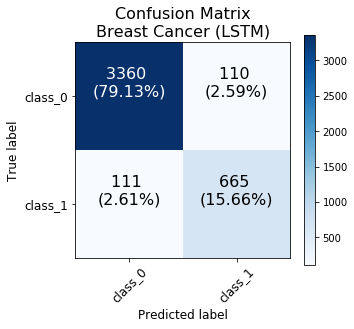 Confusion Matrix
Breast Cancer (LSTM)
True label
class_0
class_1
3360
(79.13%)
110
(2.59%)
111
(2.61%)
665
(15.66%)
class_0
class_1
Predicted label
3000
2500
2000
1500
1000
500